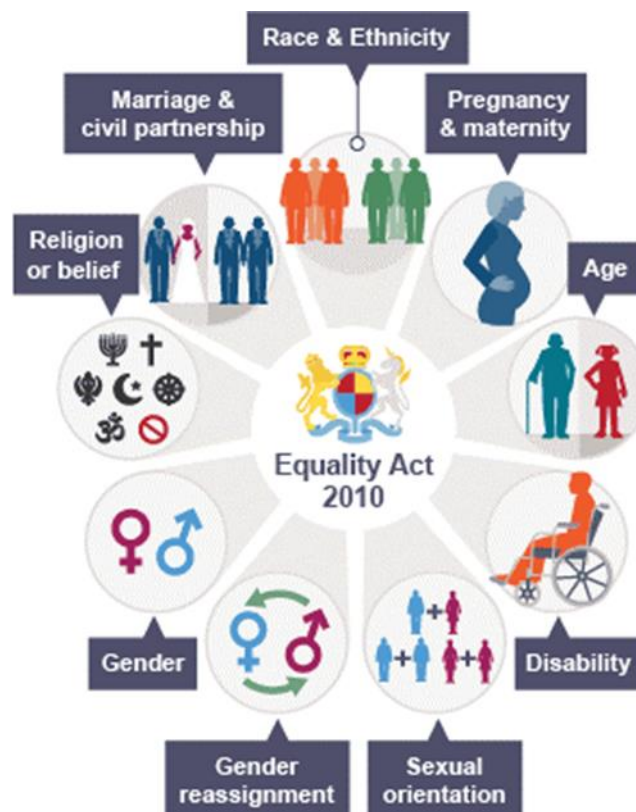 Race & Ethnicity
Marriage &
civil partnership
Pregnancy
& maternity
Religion
or belief
Age
Equality Act
2010
Gender
Disability
Gender
reassignment
Sexual
orientation